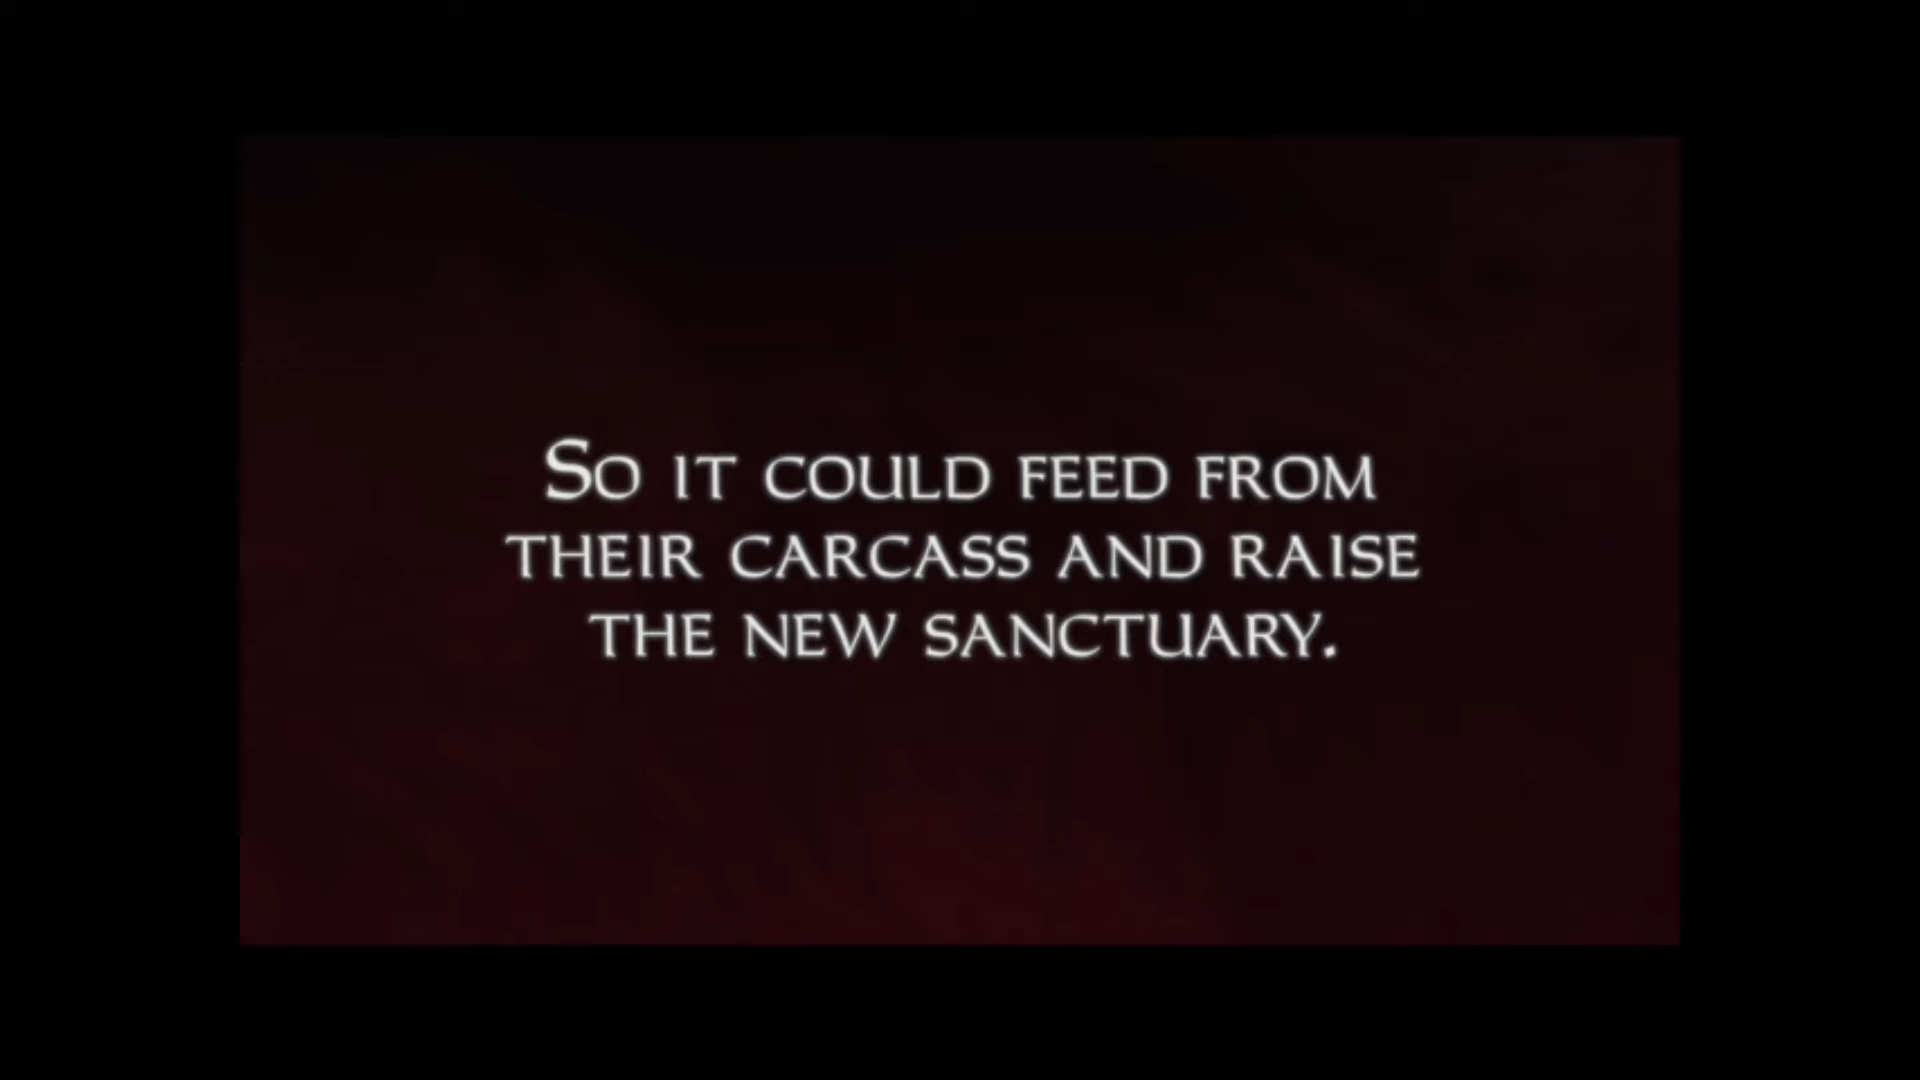 So it could feed from
their carcass and raise
the new sanctuary.